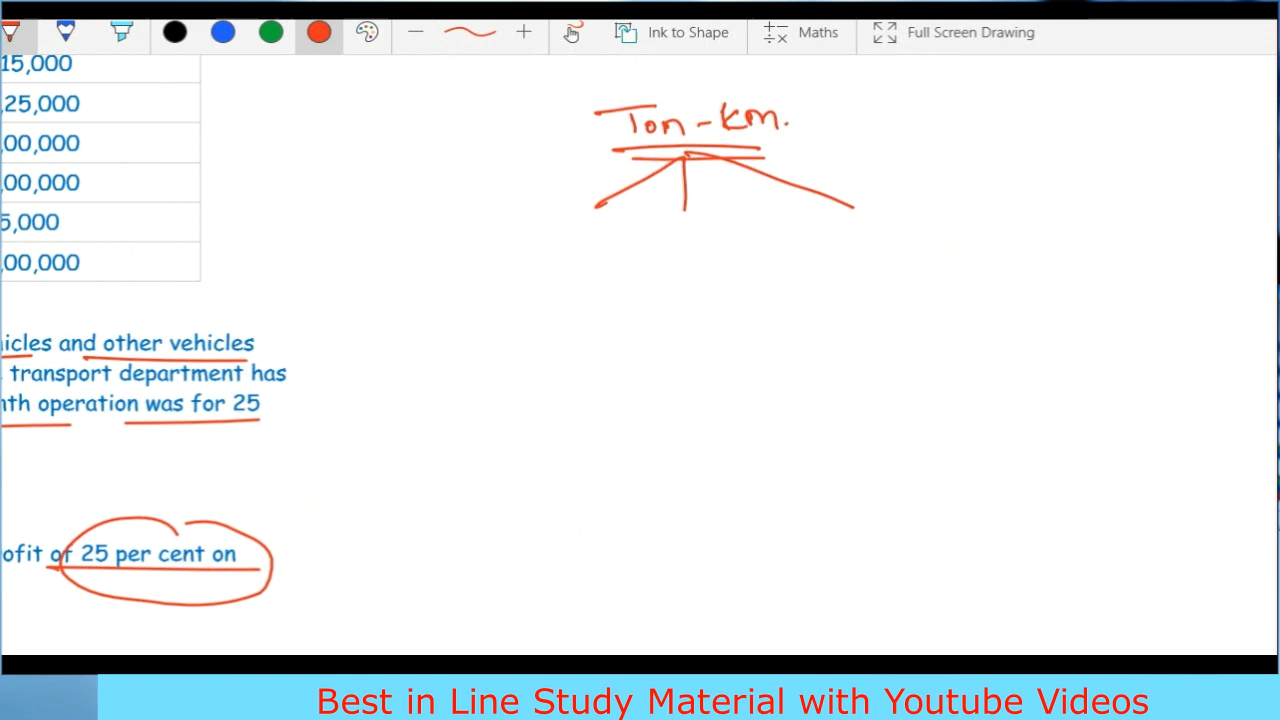 Ink to Shape
Maths
Full Screen Drawing
15,000
,25,000
,00,000
,00,000
5,000
,00,000
Ton-km.
hicles and other vehicles
transport department has
nth operation was for 25
ofit of 25 per cent on
Best in Line Study Material with Youtube Videos